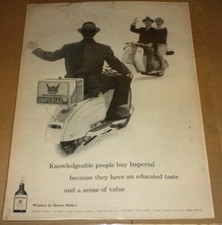 IMPERIAL
Knowledgeable people buy Imperial
because they have an educated taste
and a sense of value
Whiskey by Hiram Walker